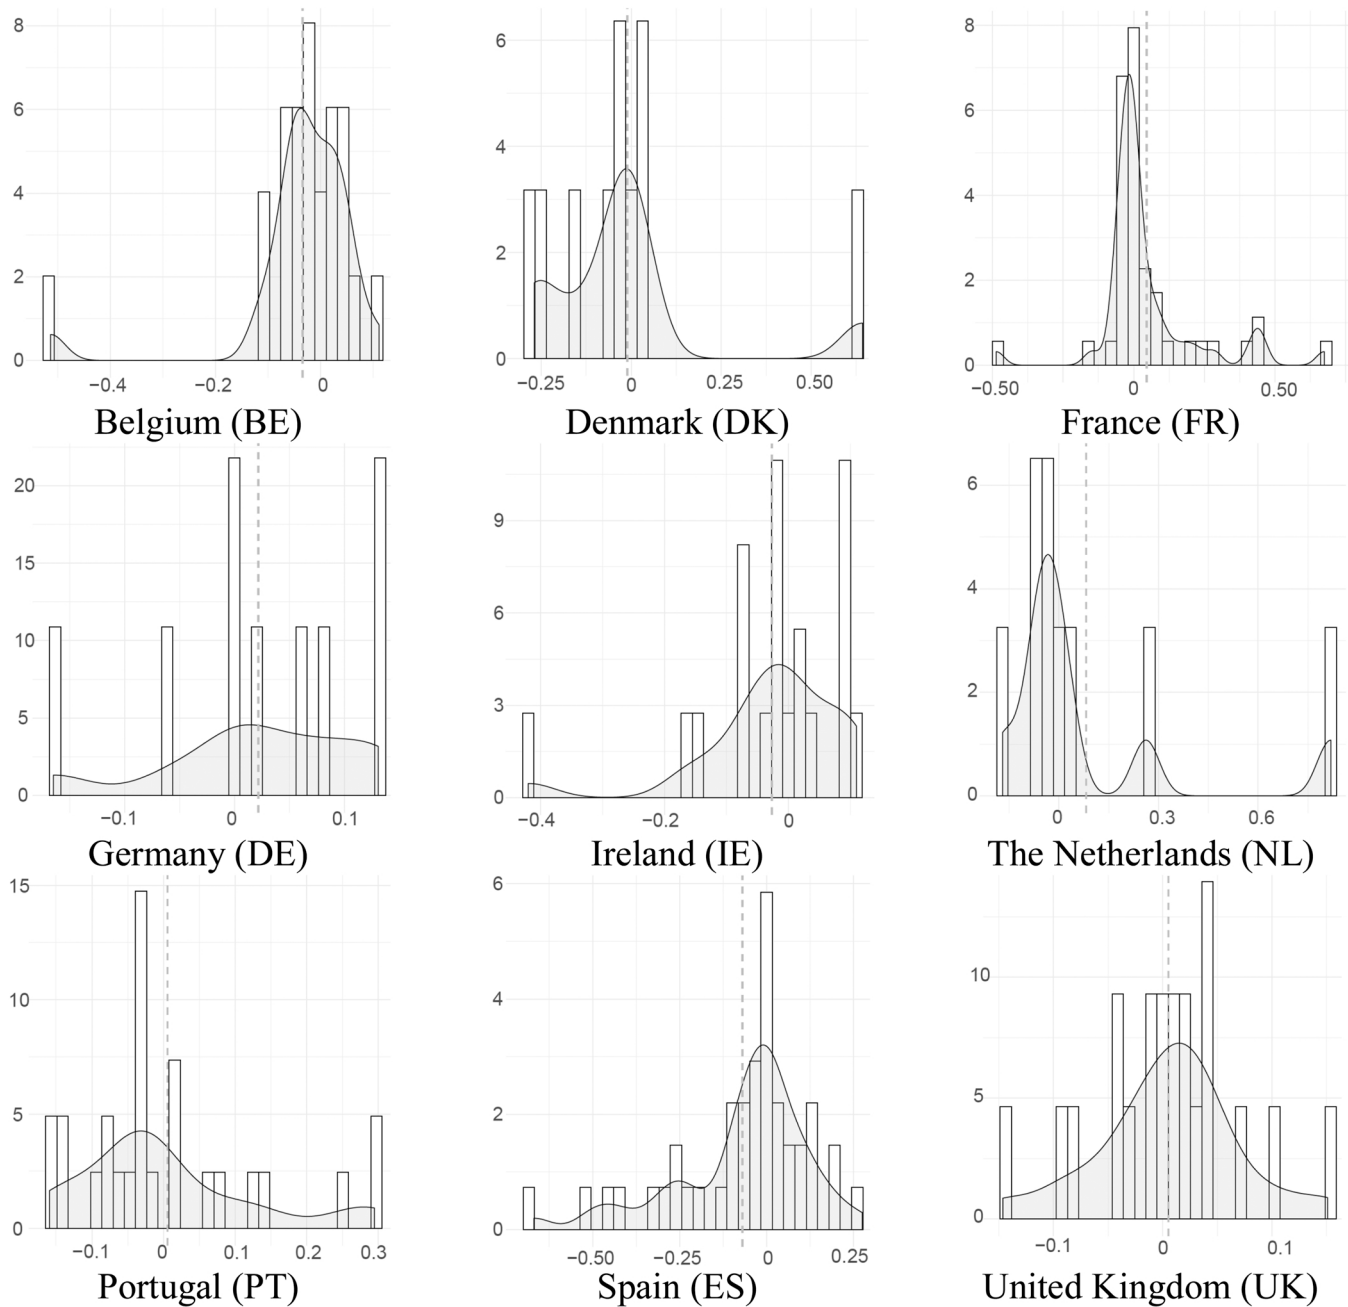 8
6
4
2
0
−0.4 −0.2 0
Belgium (BE)
6
4
2
0
−0.25 0 0.25 0.50
Denmark (DK)
8
6
4
2
0
−0.50 0 0.50
France (FR)
20
15
10
5
0
−0.1 0 0.1
Germany (DE)
9
6
3
0
−0.4 −0.2 0
Ireland (IE)
6
4
2
0
0 0.3 0.6
The Netherlands (NL)
15
10
5
0
−0.1 0 0.1 0.2 0.3
Portugal (PT)
6
4
2
0
−0.50 −0.25 0 0.25
Spain (ES)
10
5
0
−0.1 0 0.1
United Kingdom (UK)